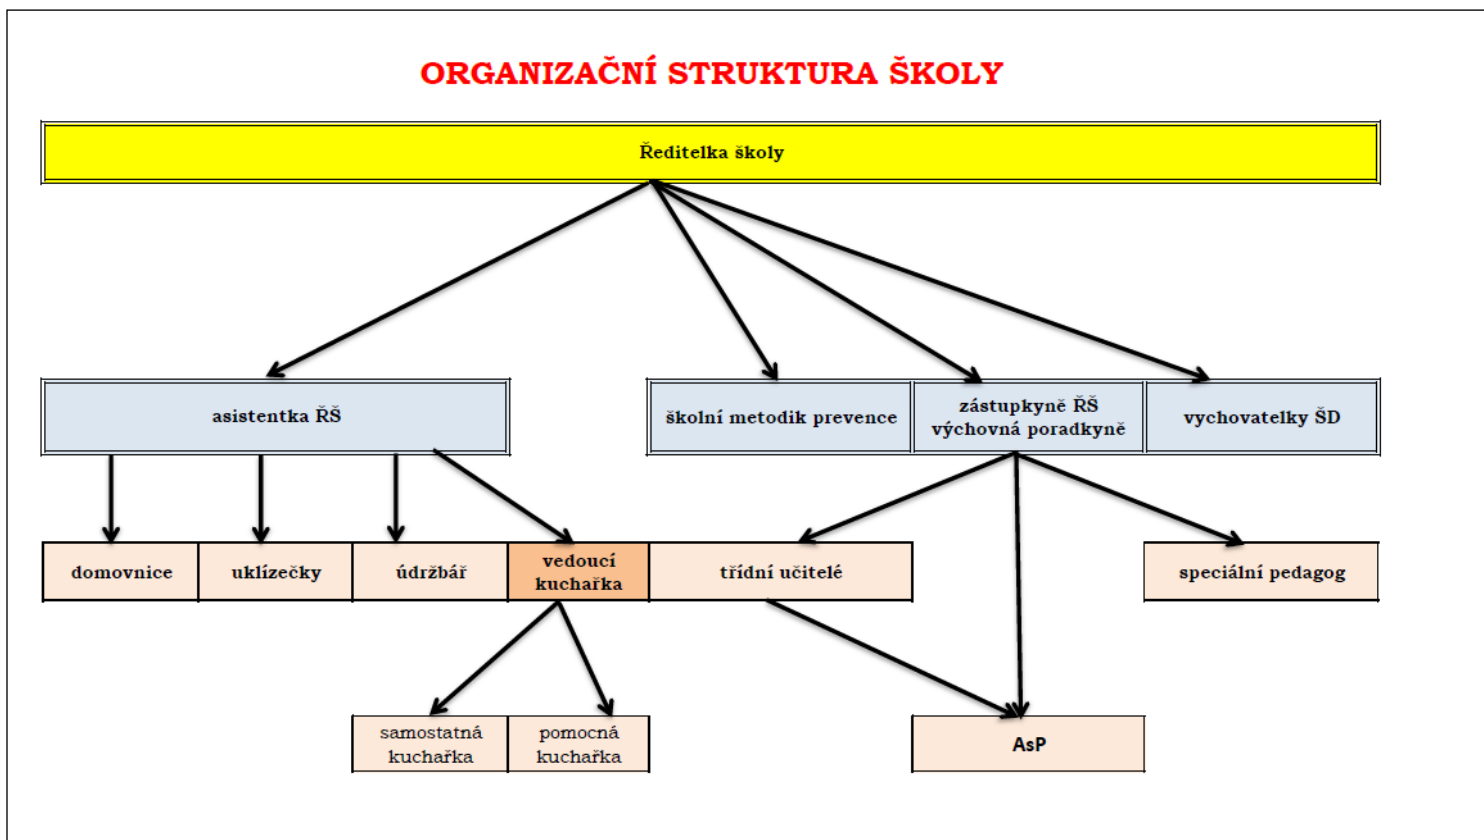 ORGANIZAČNÍ STRUKTURA ŠKOLY
Ředitelka školy
asistentka ŘŠ
školní metodik prevence
zástupkyně ŘŠ
výchovná poradkyně
vychovatelky ŠD
domovnice
uklízečky
údržbář
vedoucí
kuchařka
třídní učitelé
speciální pedagog
samostatná
kuchařka
pomocná
kuchařka
AsP